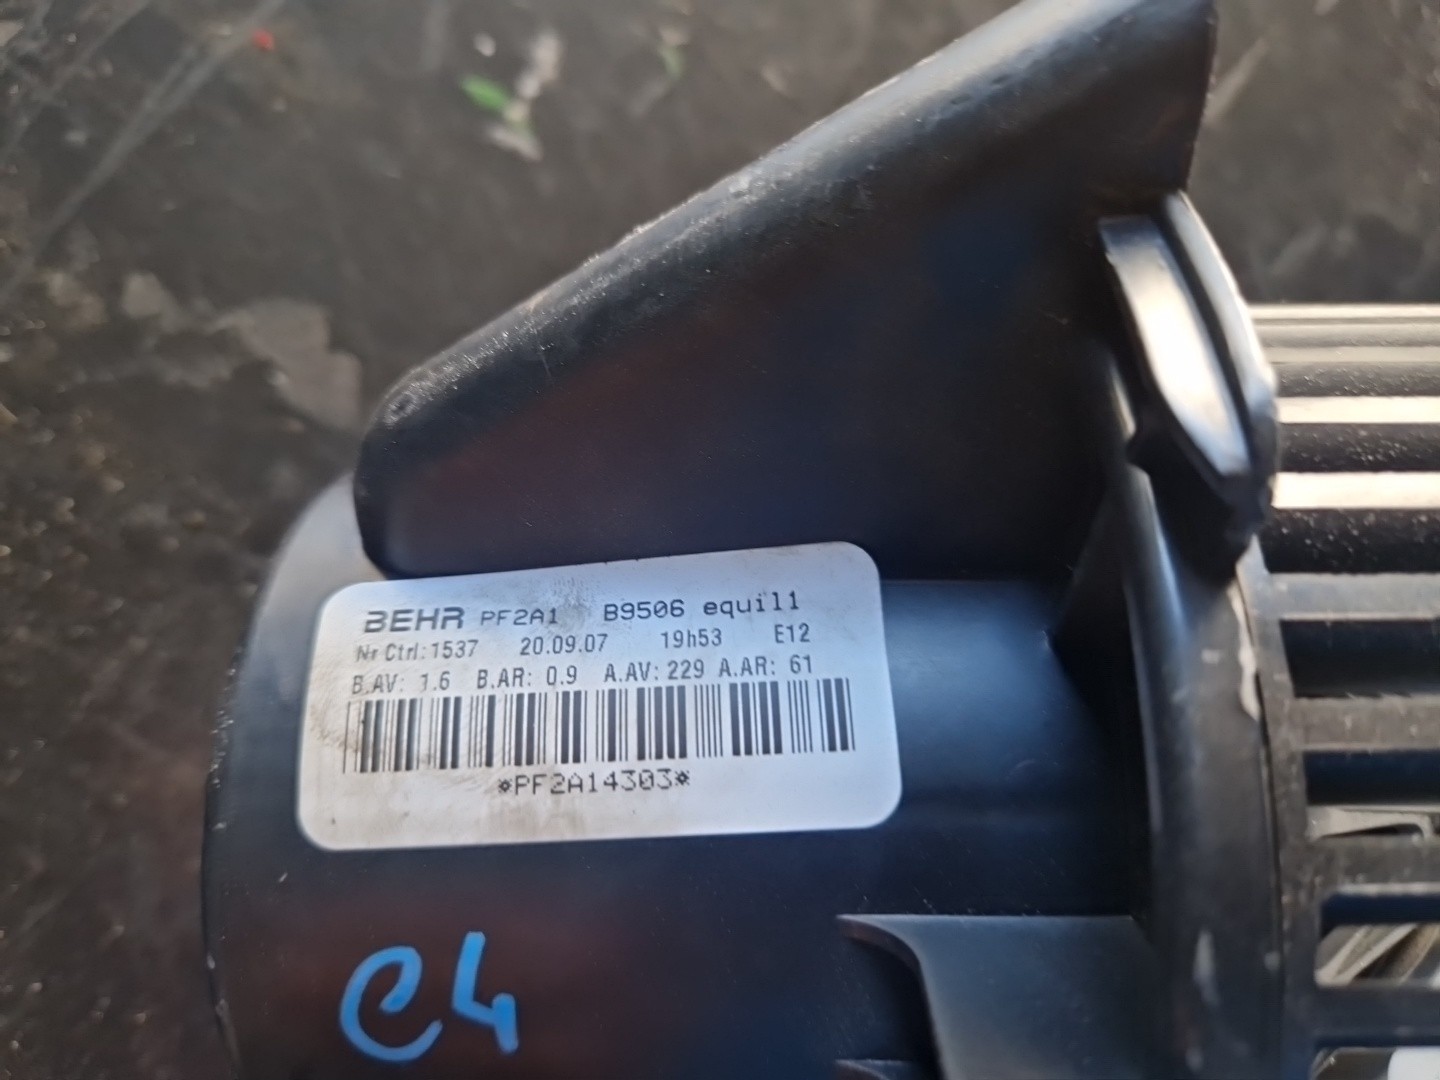 BEHR PF2A1 B9506 equil1
Nr Ctrl:1537 20.09.07 19h53 E12
B.AV: 1.6 B.AR: 0.9 A.AV: 229 A.AR: 61
*PF2A14303*
C4